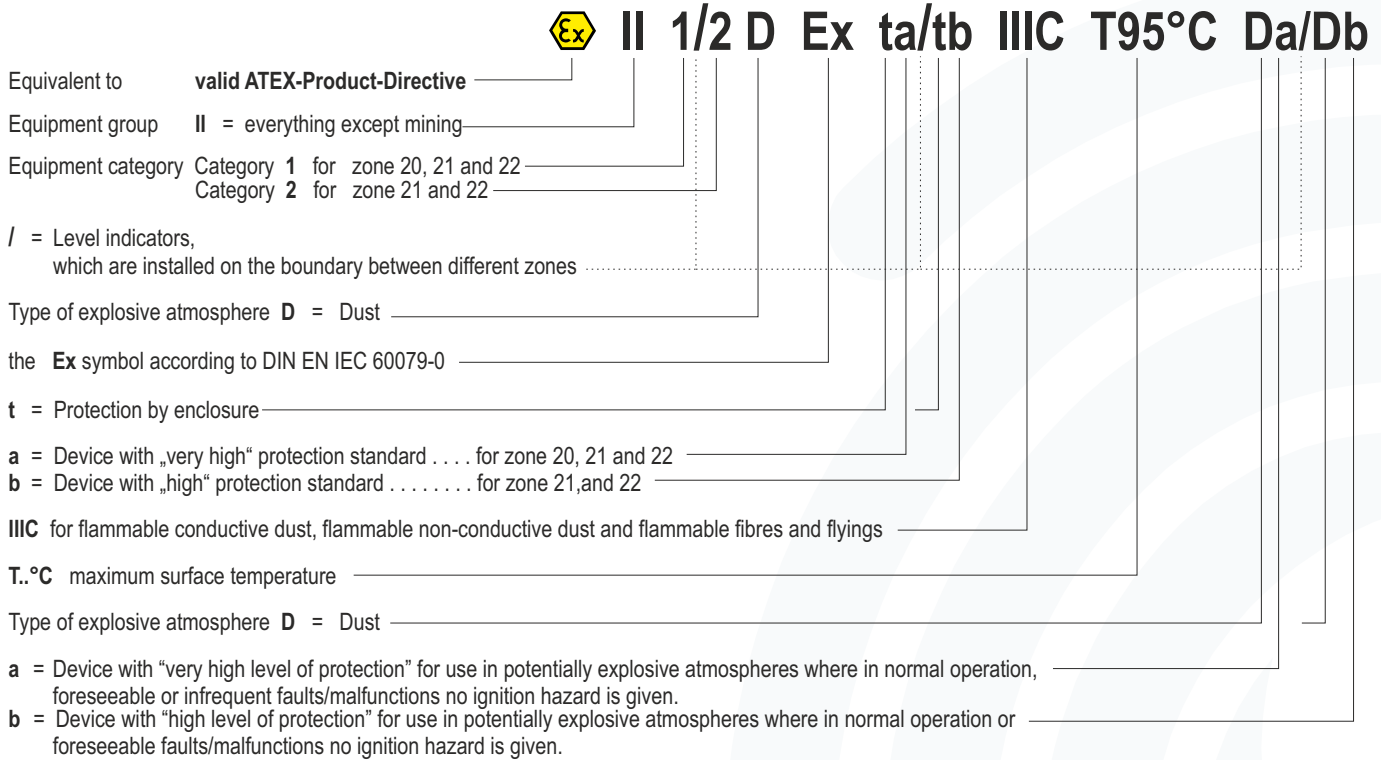 Ex II 1/2 D Ex ta/tb IIIC T95°C Da/Db
Equivalent to valid ATEX-Product-Directive
Equipment group II = everything except mining
Equipment category Category 1 for zone 20, 21 and 22
Category 2 for zone 21 and 22
/ = Level indicators,
which are installed on the boundary between different zones
Type of explosive atmosphere D = Dust
the Ex symbol according to DIN EN IEC 60079-0
t = Protection by enclosure
a = Device with „very high“ protection standard . . . . for zone 20, 21 and 22
b = Device with „high“ protection standard . . . . . . . . for zone 21,and 22
IIIC for flammable conductive dust, flammable non-conductive dust and flammable fibres and flyings
T..°C maximum surface temperature
Type of explosive atmosphere D = Dust
a = Device with “very high level of protection” for use in potentially explosive atmospheres where in normal operation,
foreseeable or infrequent faults/malfunctions no ignition hazard is given.
b = Device with “high level of protection” for use in potentially explosive atmospheres where in normal operation or
foreseeable faults/malfunctions no ignition hazard is given.